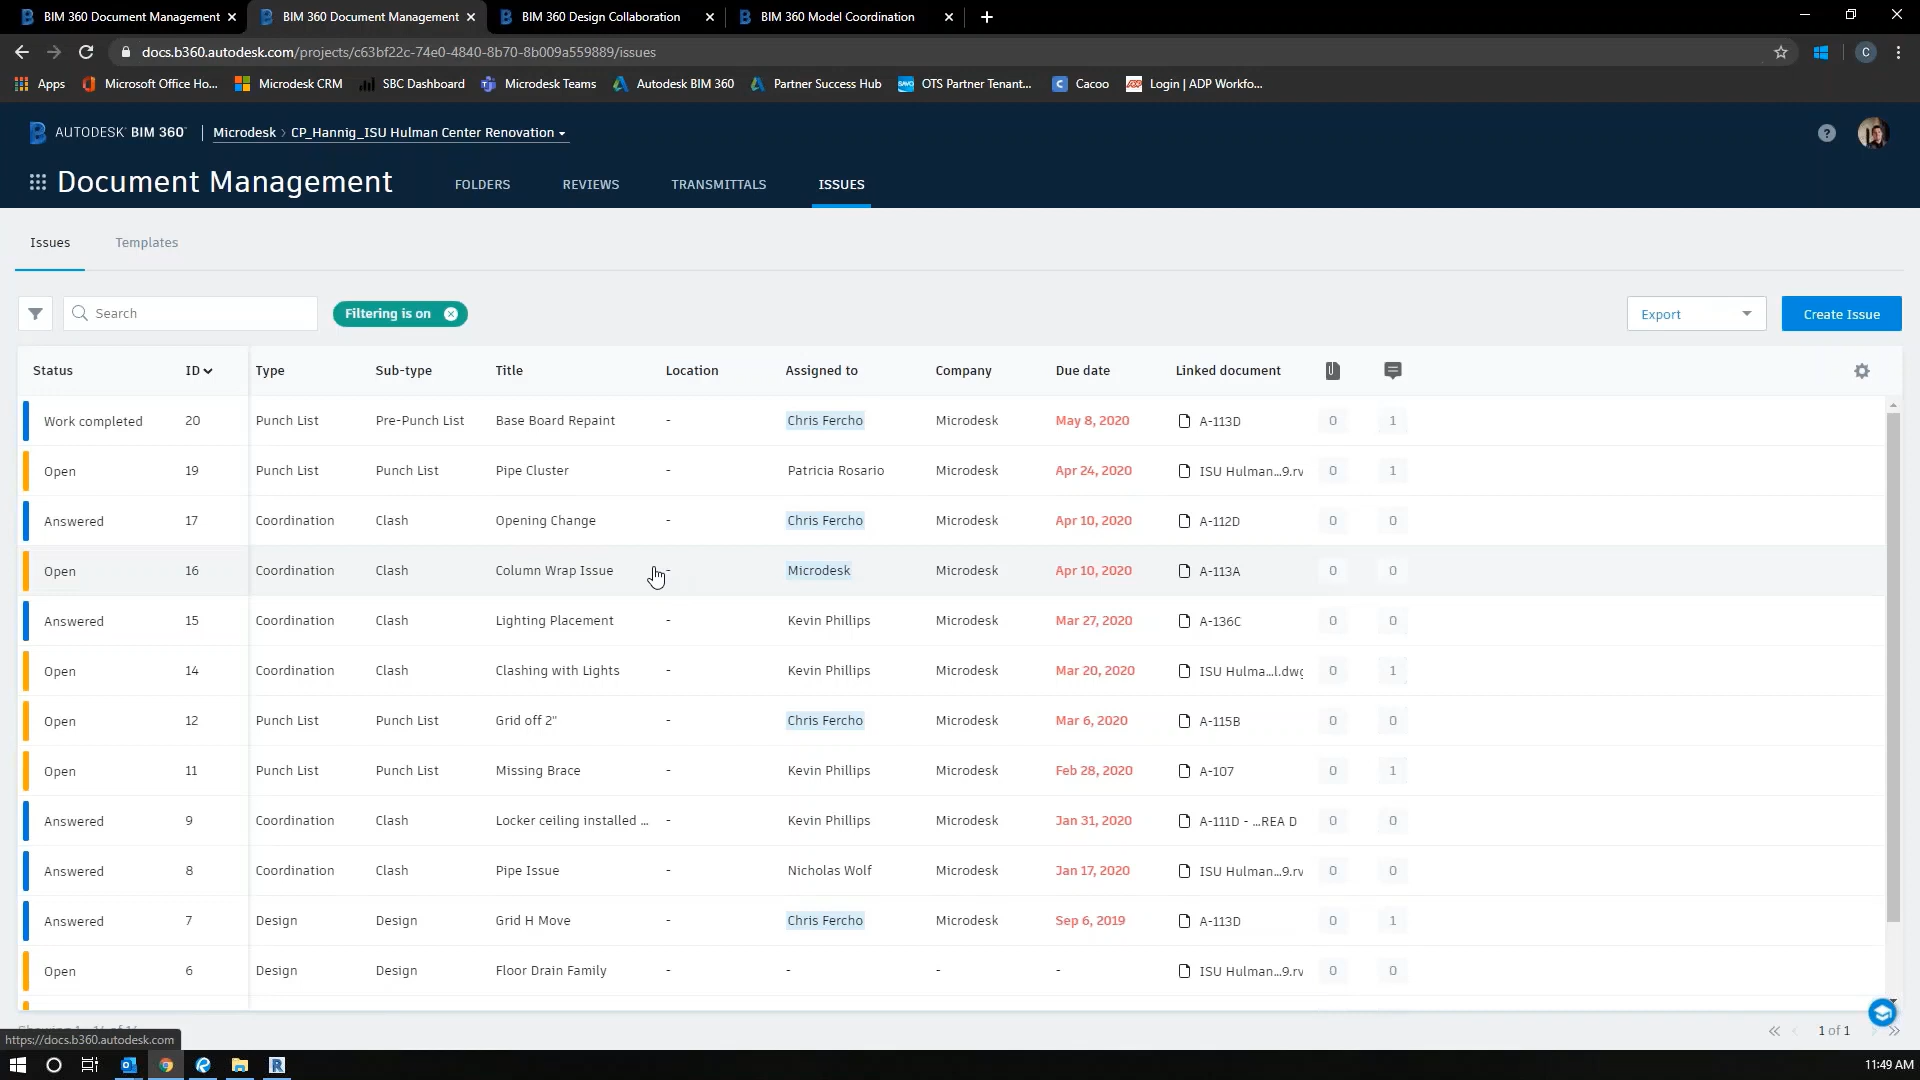 BIM 360 Document Management
BIM 360 Document Management
BIM 360 Design Collaboration
BIM 360 Model Coordination
docs.b360.autodesk.com/projects/c63bf22c-74e0-4840-8b70-8b009a559889/issues
C
Apps
Microsoft Office Ho...
Microdesk CRM
SBC Dashboard
Microdesk Teams
Autodesk BIM 360
Partner Success Hub
OTS Partner Tenant...
Cacoo
Login | ADP Workfo...
AUTODESK BIM 360
Microdesk > CP_Hannig_ISU Hulman Center Renovation
Document Management
FOLDERS
REVIEWS
TRANSMITTALS
ISSUES
Issues
Templates
Search
Filtering is on
Export
Create Issue
Status ID Type Sub-type Title Location Assigned to Company Due date Linked document
Work completed 20 Punch List Pre-Punch List Base Board Repaint - Chris Fercho Microdesk May 8, 2020 A-113D 0 1
Open 19 Punch List Punch List Pipe Cluster - Patricia Rosario Microdesk Apr 24, 2020 ISU Hulman...9.rv 0 1
Answered 17 Coordination Clash Opening Change - Chris Fercho Microdesk Apr 10, 2020 A-112D 0 0
Open 16 Coordination Clash Column Wrap Issue - Microdesk Microdesk Apr 10, 2020 A-113A 0 0
Answered 15 Coordination Clash Lighting Placement - Kevin Phillips Microdesk Mar 27, 2020 A-136C 0 0
Open 14 Coordination Clash Clashing with Lights - Kevin Phillips Microdesk Mar 20, 2020 ISU Hulma...l.dwg 0 1
Open 12 Punch List Punch List Grid off 2" - Chris Fercho Microdesk Mar 6, 2020 A-115B 0 0
Open 11 Punch List Punch List Missing Brace - Kevin Phillips Microdesk Feb 28, 2020 A-107 0 1
Answered 9 Coordination Clash Locker ceiling installed ... - Kevin Phillips Microdesk Jan 31, 2020 A-111D - ...REA D 0 0
Answered 8 Coordination Clash Pipe Issue - Nicholas Wolf Microdesk Jan 17, 2020 ISU Hulman...9.rv 0 0
Answered 7 Design Design Grid H Move - Chris Fercho Microdesk Sep 6, 2019 A-113D 0 1
Open 6 Design Design Floor Drain Family - - - - ISU Hulman...9.rv 0 0
1 of 1
https://docs.b360.autodesk.com
11:49 AM